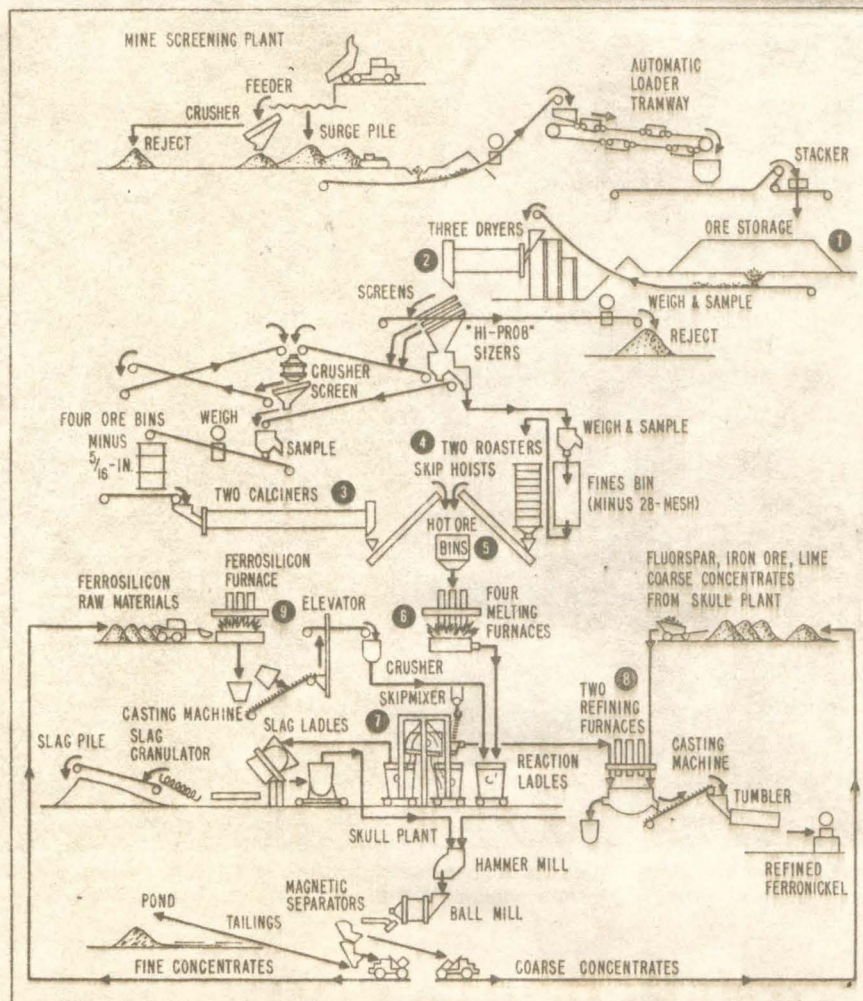 MINE SCREENING PLANT
FEEDER
CRUSHER
REJECT
SURGE PILE
AUTOMATIC
LOADER
TRAMWAY
STACKER
ORE STORAGE
1
THREE DRYERS
2
WEIGH & SAMPLE
SCREENS
"HI-PROB"
SIZERS
REJECT
CRUSHER
SCREEN
FOUR ORE BINS
MINUS
5/16-IN.
WEIGH
SAMPLE
4
TWO ROASTERS
SKIP HOISTS
WEIGH & SAMPLE
FINES BIN
(MINUS 28-MESH)
TWO CALCINERS
3
HOT ORE
BINS
5
FERROSILICON
FURNACE
FERROSILICON
RAW MATERIALS
9
ELEVATOR
6
FOUR
MELTING
FURNACES
FLUORSPAR, IRON ORE, LIME
COARSE CONCENTRATES
FROM SKULL PLANT
CRUSHER
SKIPMIXER
CASTING MACHINE
7
SLAG LADLES
8
TWO
REFINING
FURNACES
SLAG PILE
SLAG
GRANULATOR
REACTION
LADLES
CASTING
MACHINE
TUMBLER
SKULL PLANT
HAMMER MILL
REFINED
FERRONICKEL
MAGNETIC
SEPARATORS
BALL MILL
POND
TAILINGS
FINE CONCENTRATES
COARSE CONCENTRATES